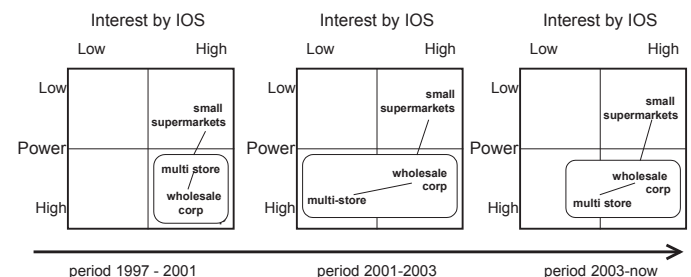 Interest by IOS
Low High
Low
small
supermarkets
Power
multi store
wholesale
corp
High
period 1997 - 2001
Interest by IOS
Low High
Low
small
supermarkets
Power
wholesale
corp
multi-store
High
period 2001-2003
Interest by IOS
Low High
Low
small
supermarkets
Power
wholesale
corp
multi store
High
period 2003-now